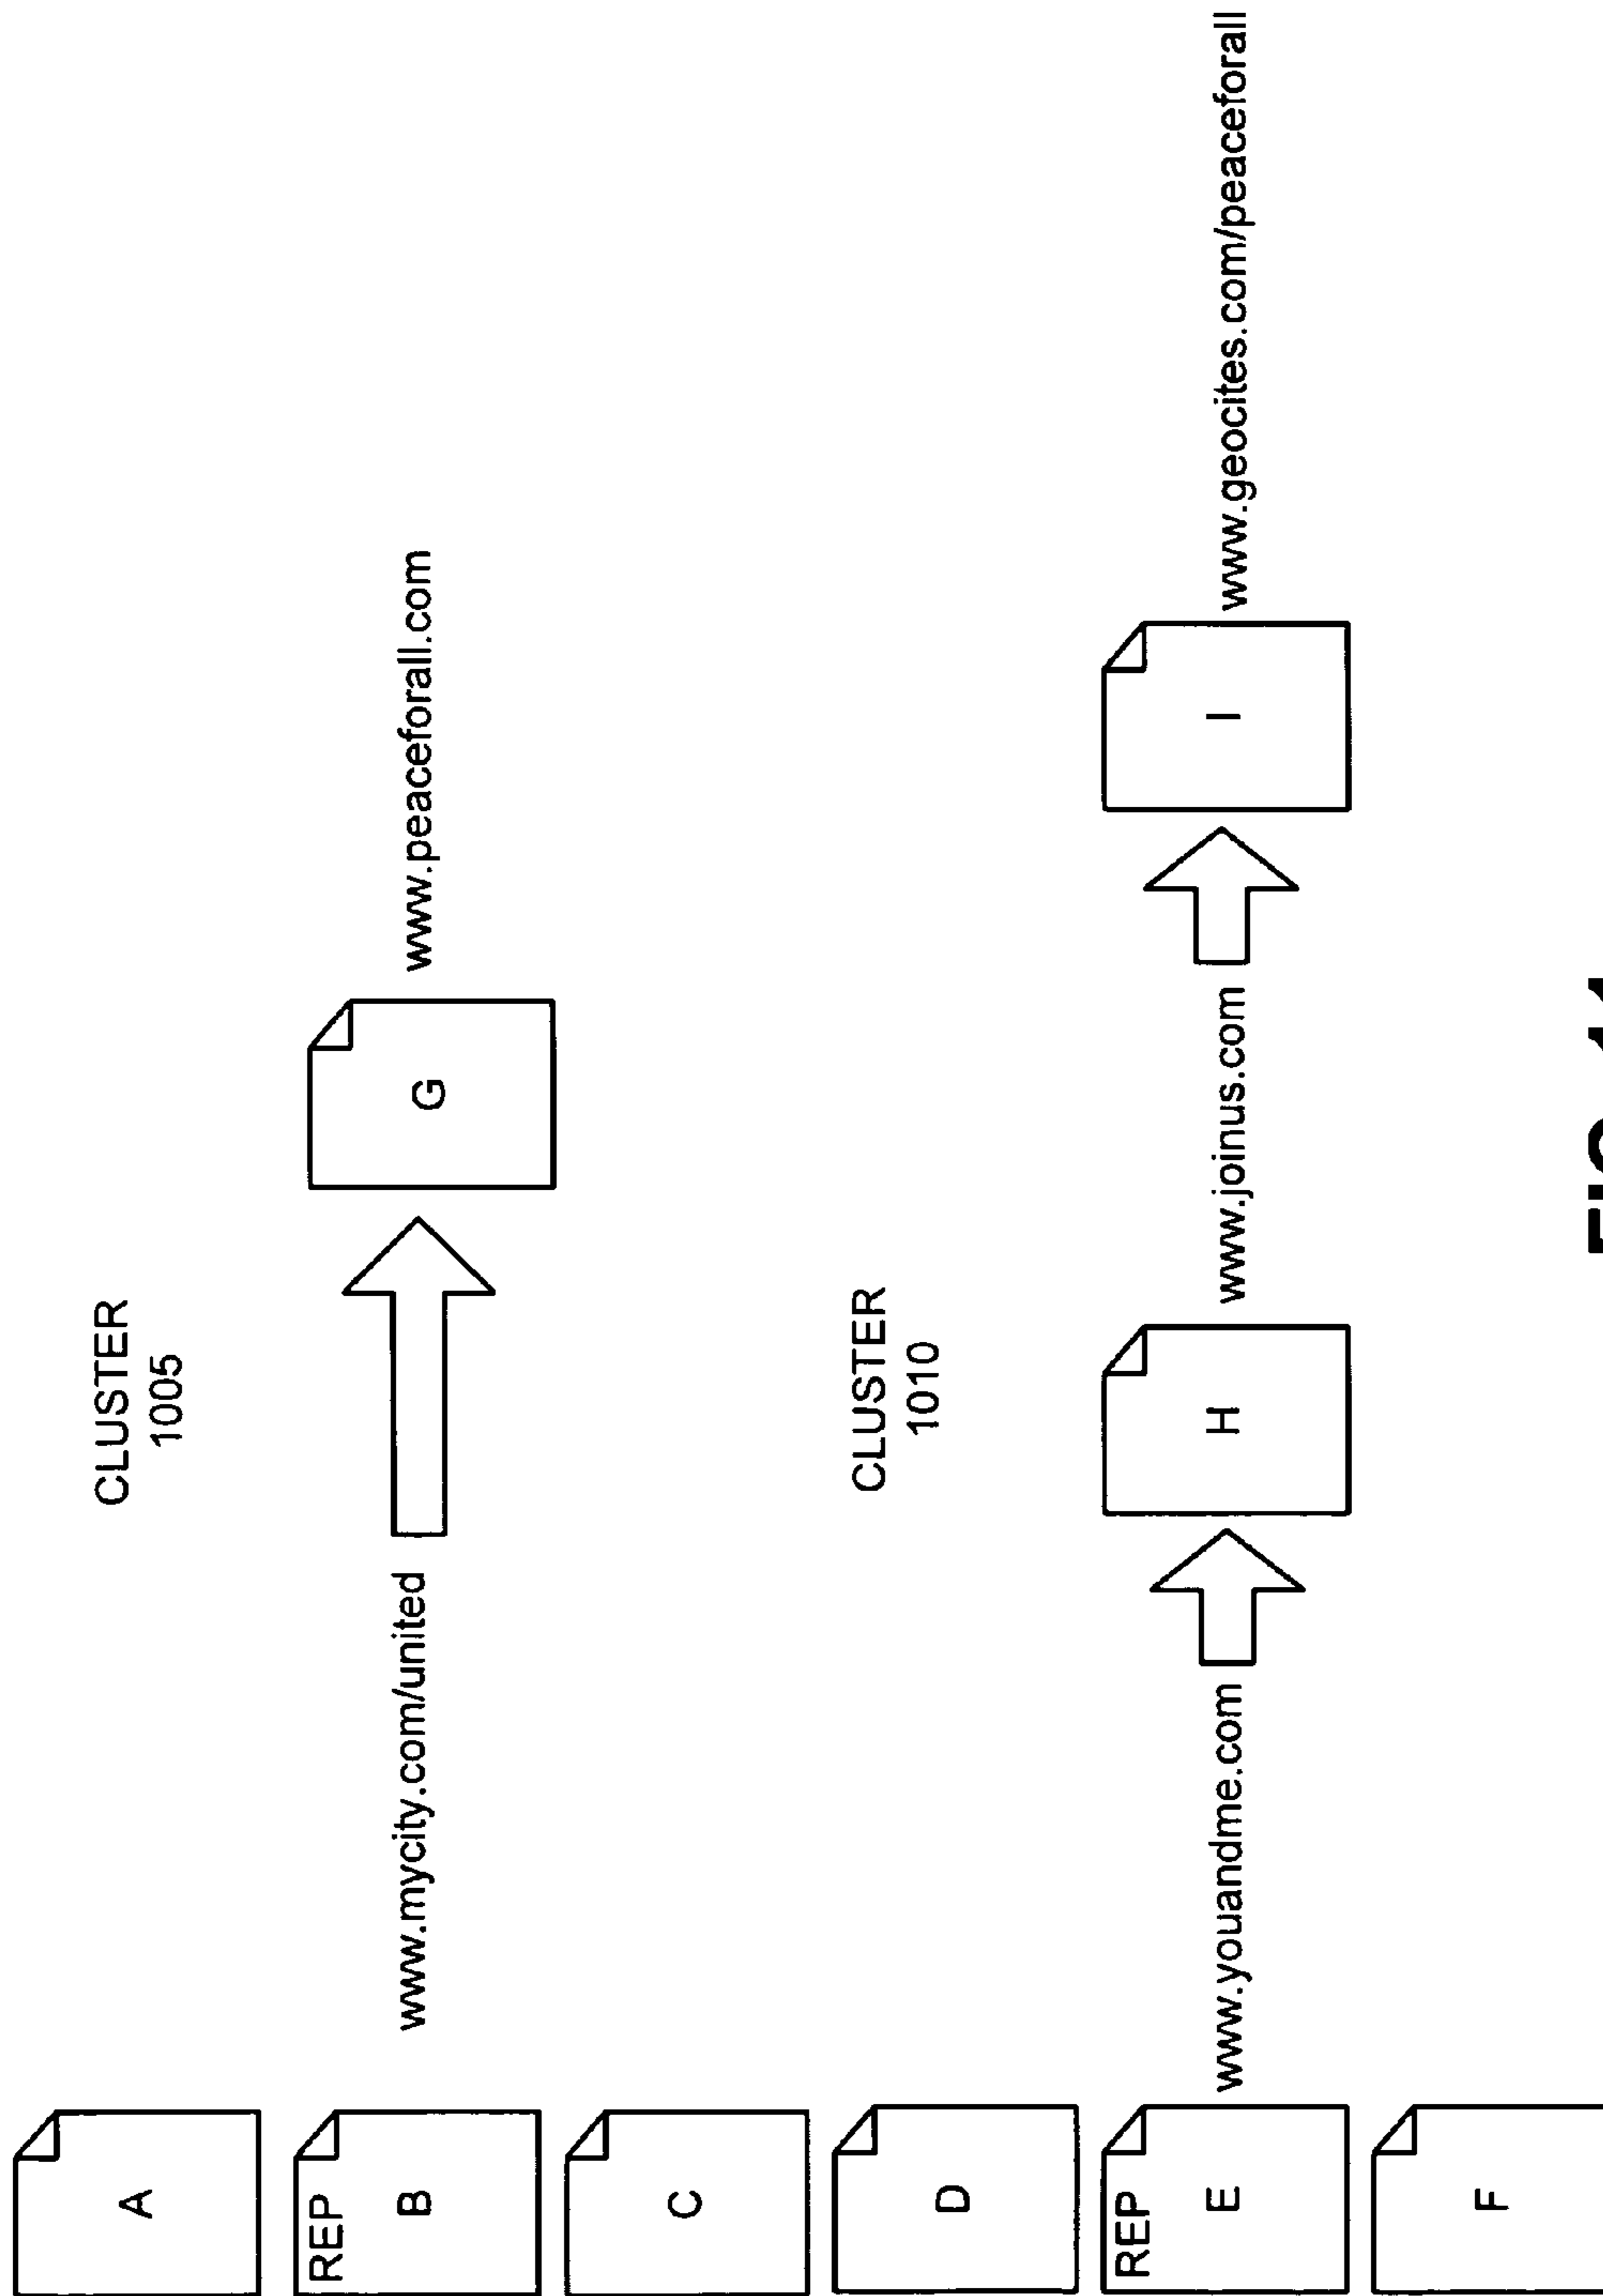 CLUSTER
1005
A
REP
B
www.mycity.com/united
G
www.peaceforall.com
C
CLUSTER
1010
D
REP
E
www.youandme.com
H
www.joinus.com
I
www.geocites.com/peaceforall
F